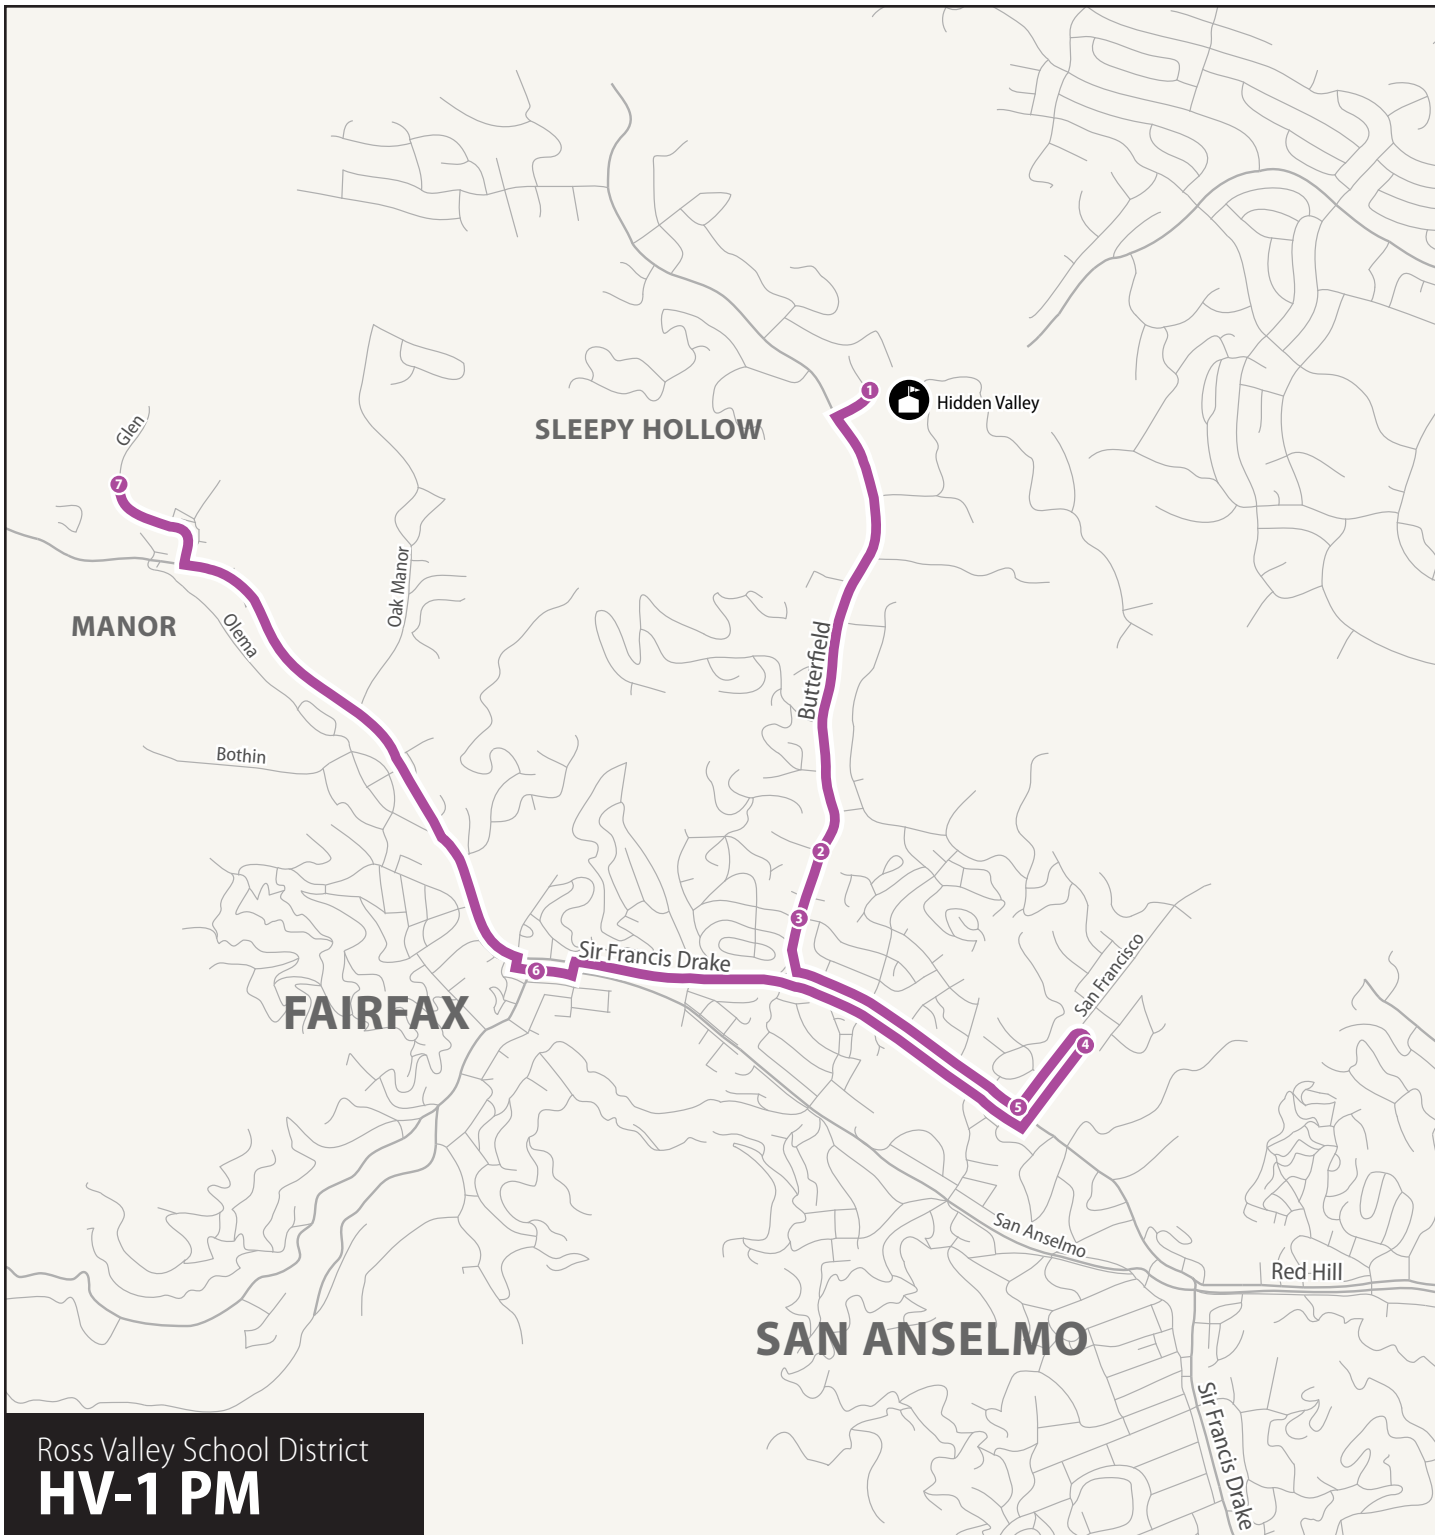 1
Hidden Valley
Glen
SLEEPY HOLLOW
7
Oak Manor
MANOR
Olema
Butterfield
Bothin
2
3
Sir Francis Drake
San Francisco
6
FAIRFAX
4
5
San Anselmo
Red Hill
SAN ANSELMO
Sir Francis Drake
Ross Valley School District
HV-1 PM